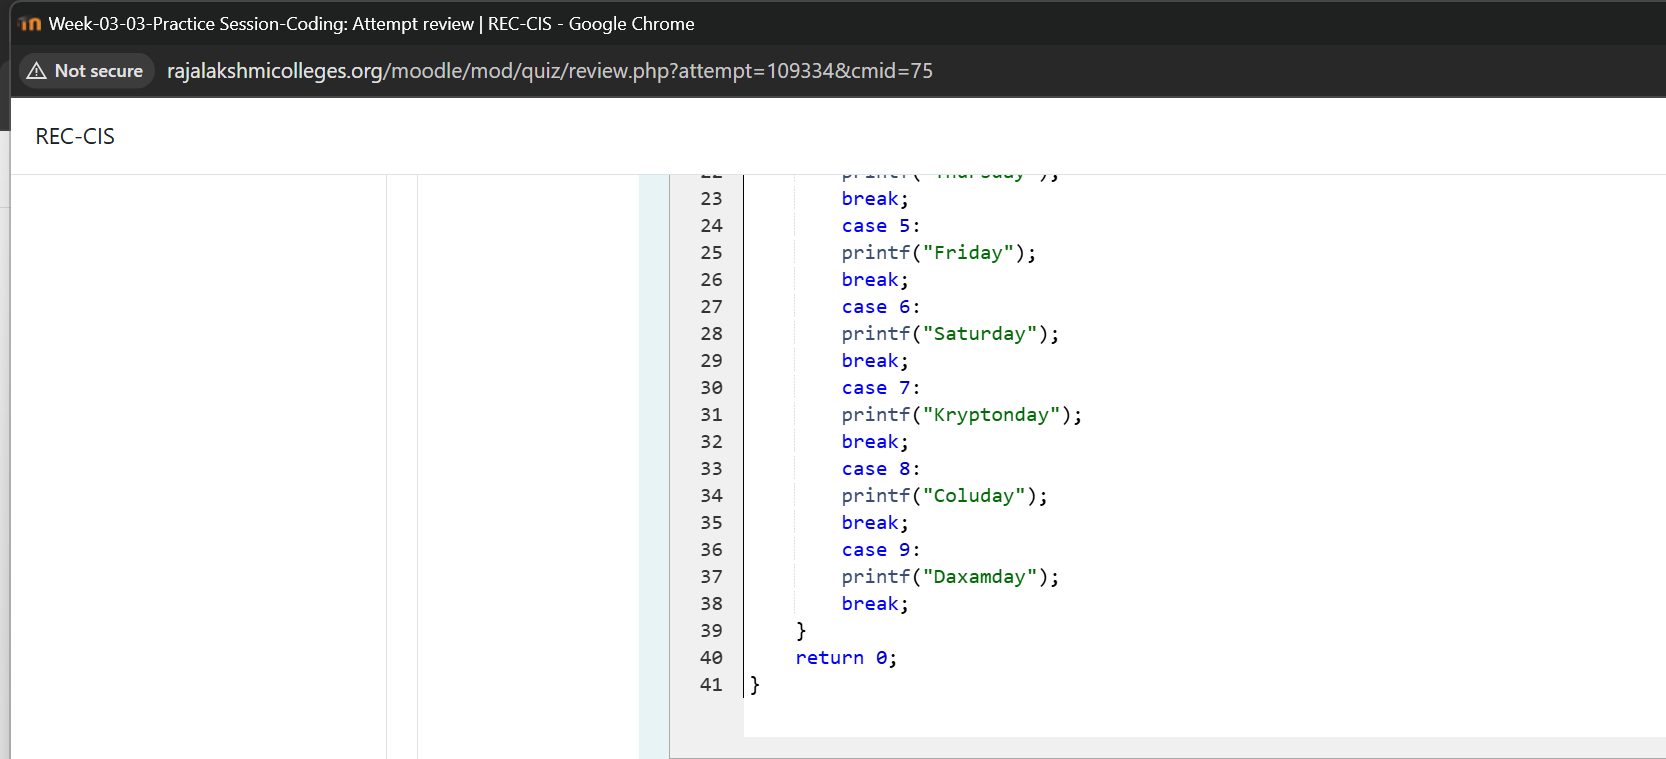 Week-03-03-Practice Session-Coding: Attempt review | REC-CIS - Google Chrome
Not secure rajalakshmicolleges.org/moodle/mod/quiz/review.php?attempt=109334&cmid=75
REC-CIS
22 printf("Thursday");
23 break;
24 case 5:
25 printf("Friday");
26 break;
27 case 6:
28 printf("Saturday");
29 break;
30 case 7:
31 printf("Kryptonday");
32 break;
33 case 8:
34 printf("Coluday");
35 break;
36 case 9:
37 printf("Daxamday");
38 break;
39 }
40 return 0;
41 }